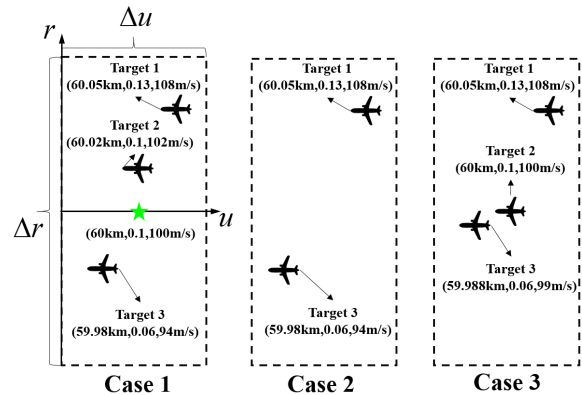 Δu
r
Target 1
(60.05km,0.13,108m/s)
Target 2
(60.02km,0.1,102m/s)
Δr
u
(60km,0.1,100m/s)
Target 3
(59.98km,0.06,94m/s)
Case 1
Target 1
(60.05km,0.13,108m/s)
Target 3
(59.98km,0.06,94m/s)
Case 2
Target 1
(60.05km,0.13,108m/s)
Target 2
(60km,0.1,100m/s)
Target 3
(59.988km,0.06,99m/s)
Case 3